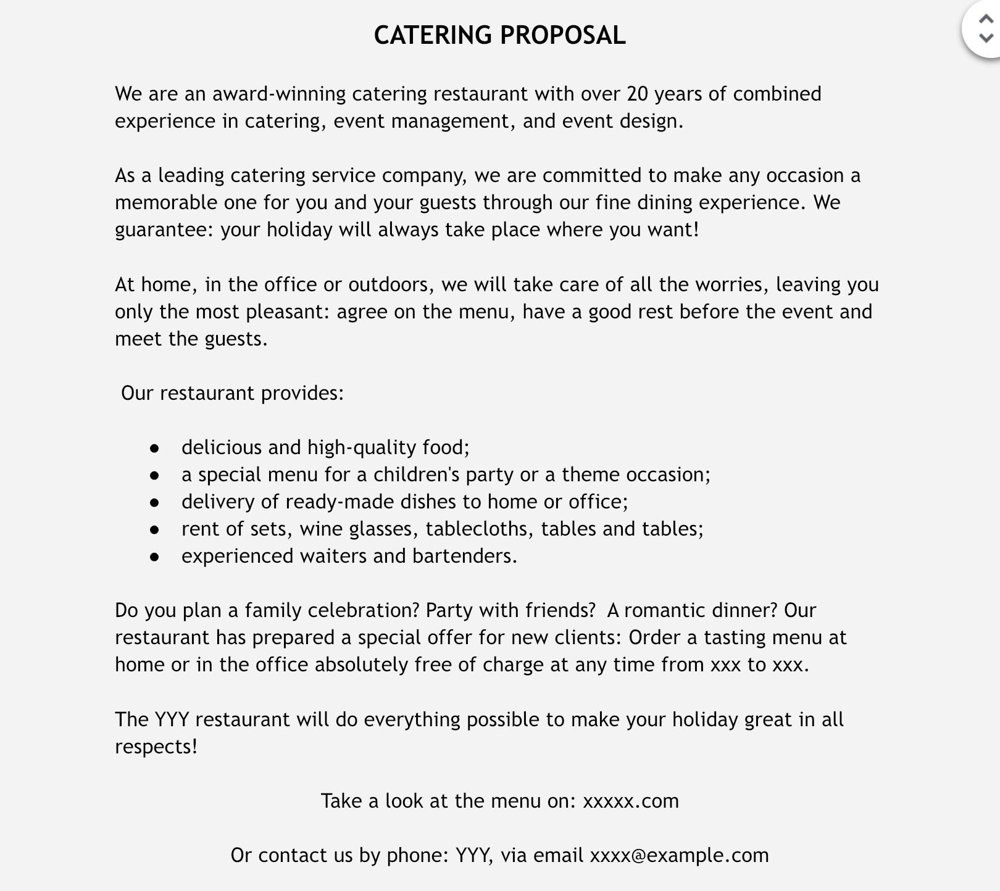 CATERING PROPOSAL
We are an award-winning catering restaurant with over 20 years of combined
experience in catering, event management, and event design.
As a leading catering service company, we are committed to make any occasion a
memorable one for you and your guests through our fine dining experience. We
guarantee: your holiday will always take place where you want!
At home, in the office or outdoors, we will take care of all the worries, leaving you
only the most pleasant: agree on the menu, have a good rest before the event and
meet the guests.
Our restaurant provides:
● delicious and high-quality food;
● a special menu for a children's party or a theme occasion;
● delivery of ready-made dishes to home or office;
● rent of sets, wine glasses, tablecloths, tables and tables;
● experienced waiters and bartenders.
Do you plan a family celebration? Party with friends?  A romantic dinner? Our
restaurant has prepared a special offer for new clients: Order a tasting menu at
home or in the office absolutely free of charge at any time from xxx to xxx.
The YYY restaurant will do everything possible to make your holiday great in all
respects!
Take a look at the menu on: xxxxx.com
Or contact us by phone: YYY, via email xxxx@example.com